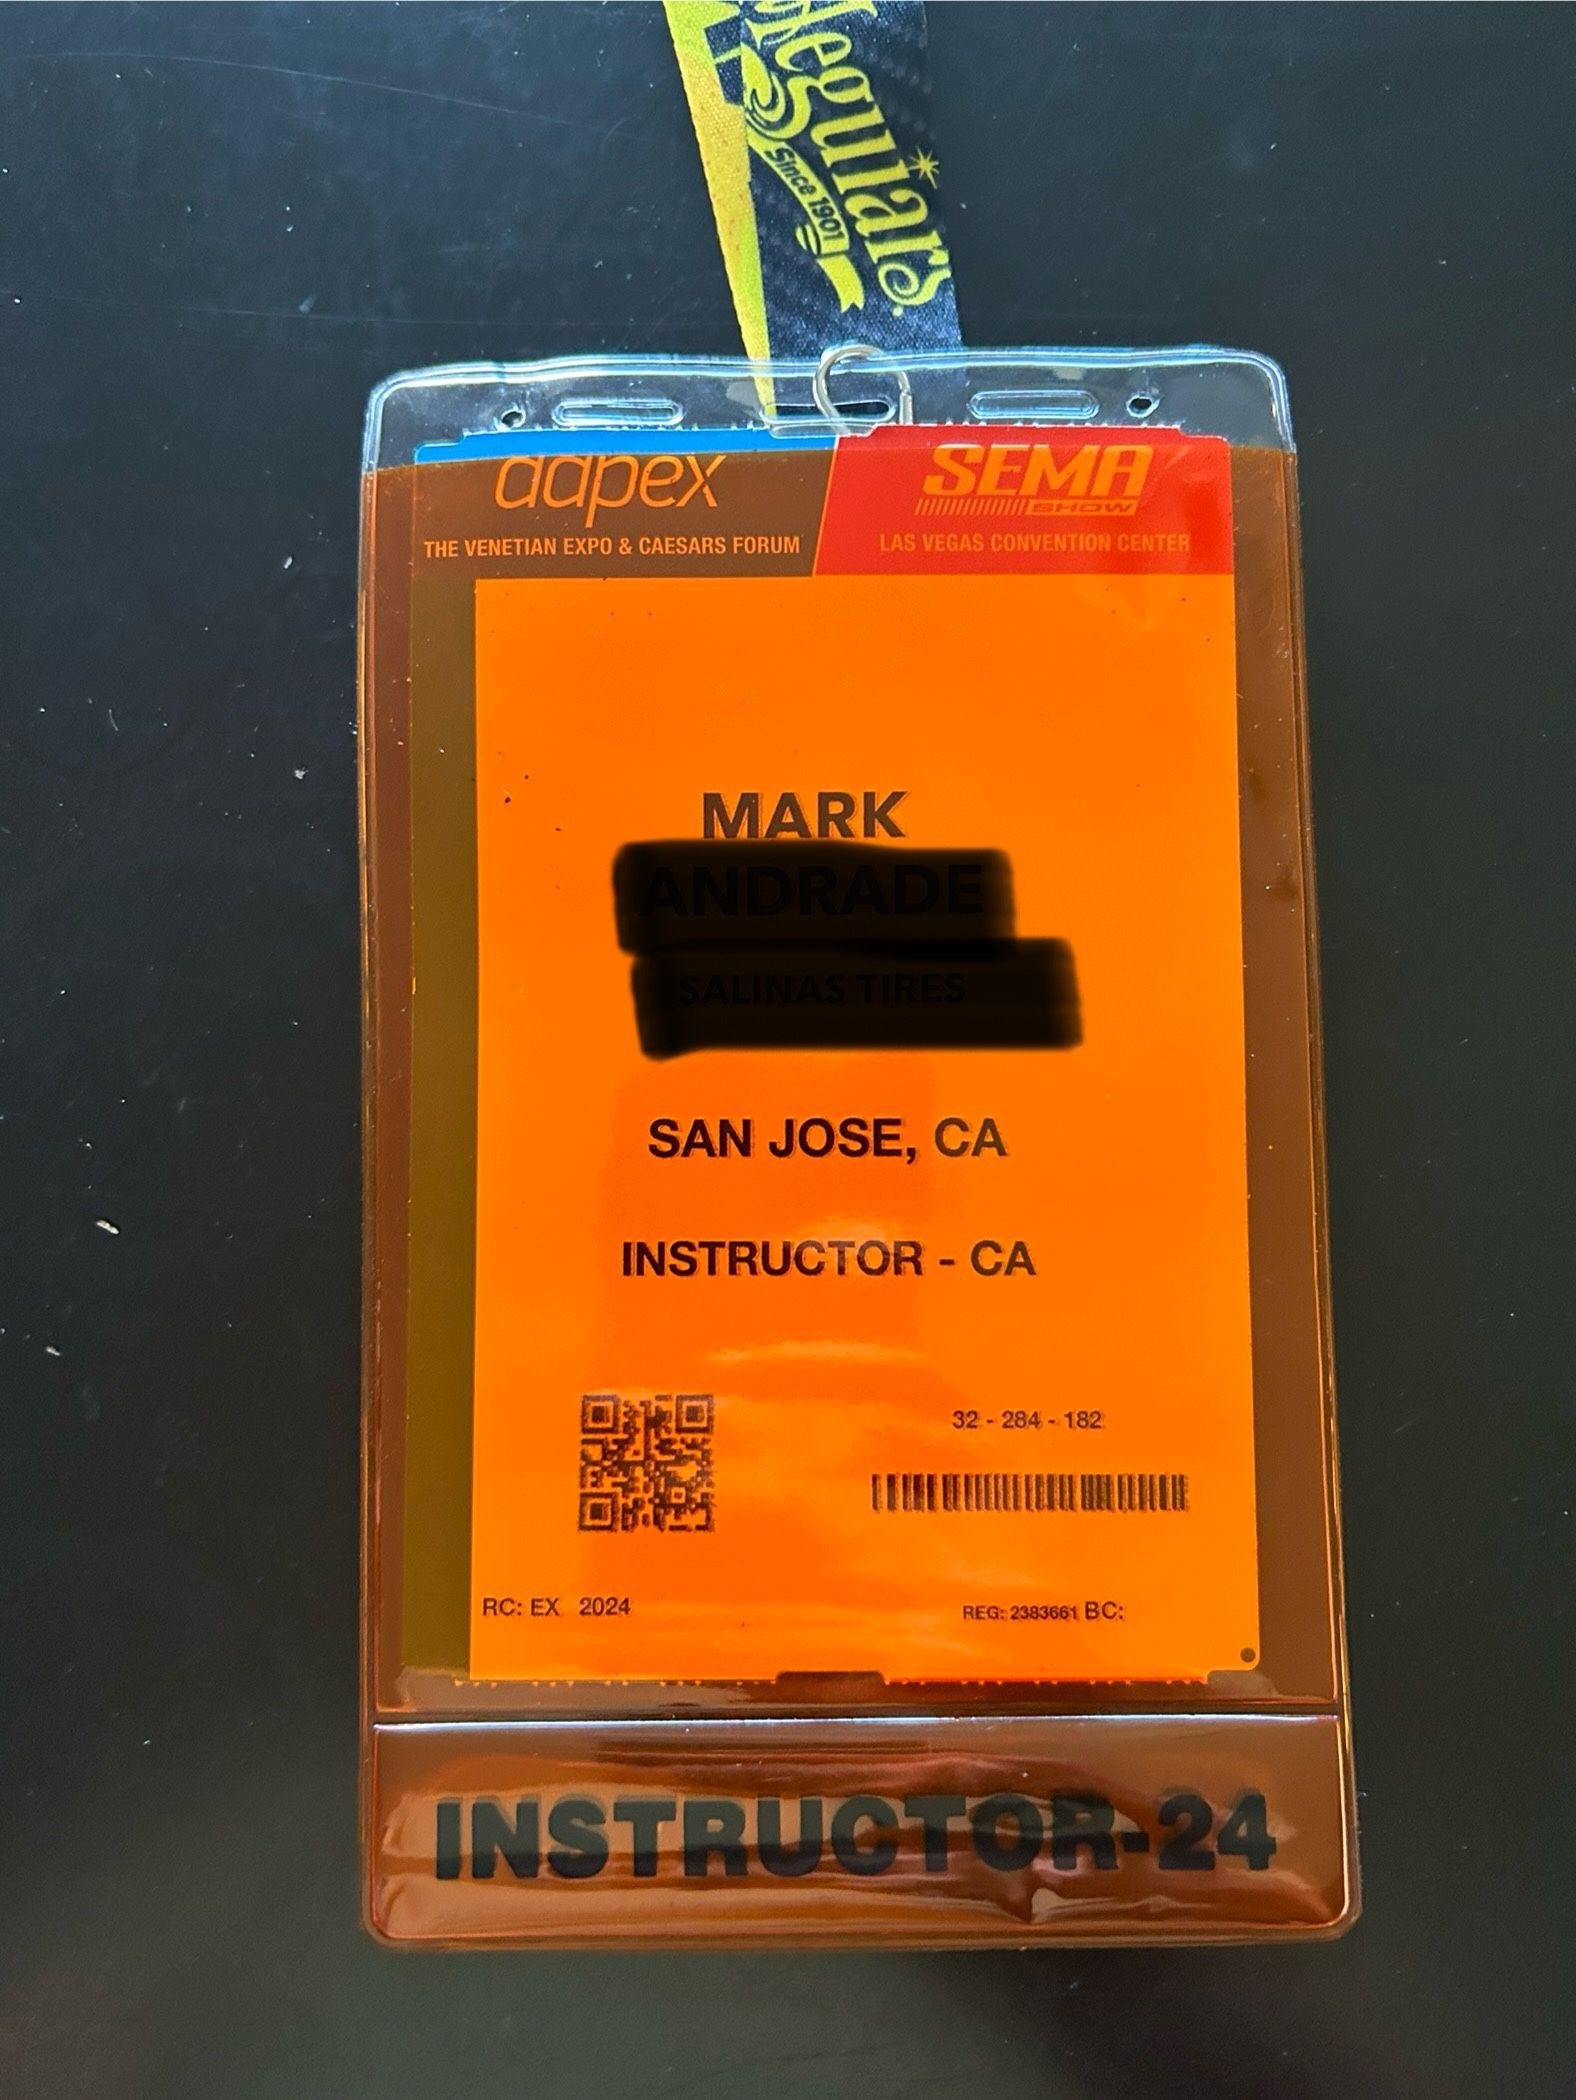 Meguiar's
Since 1901
aapex
THE VENETIAN EXPO & CAESARS FORUM
SEMA
SHOW
LAS VEGAS CONVENTION CENTER
MARK
SAN JOSE, CA
INSTRUCTOR - CA
32 - 284 - 182
RC: EX 2024
REG: 2383661 BC:
INSTRUCTOR-24